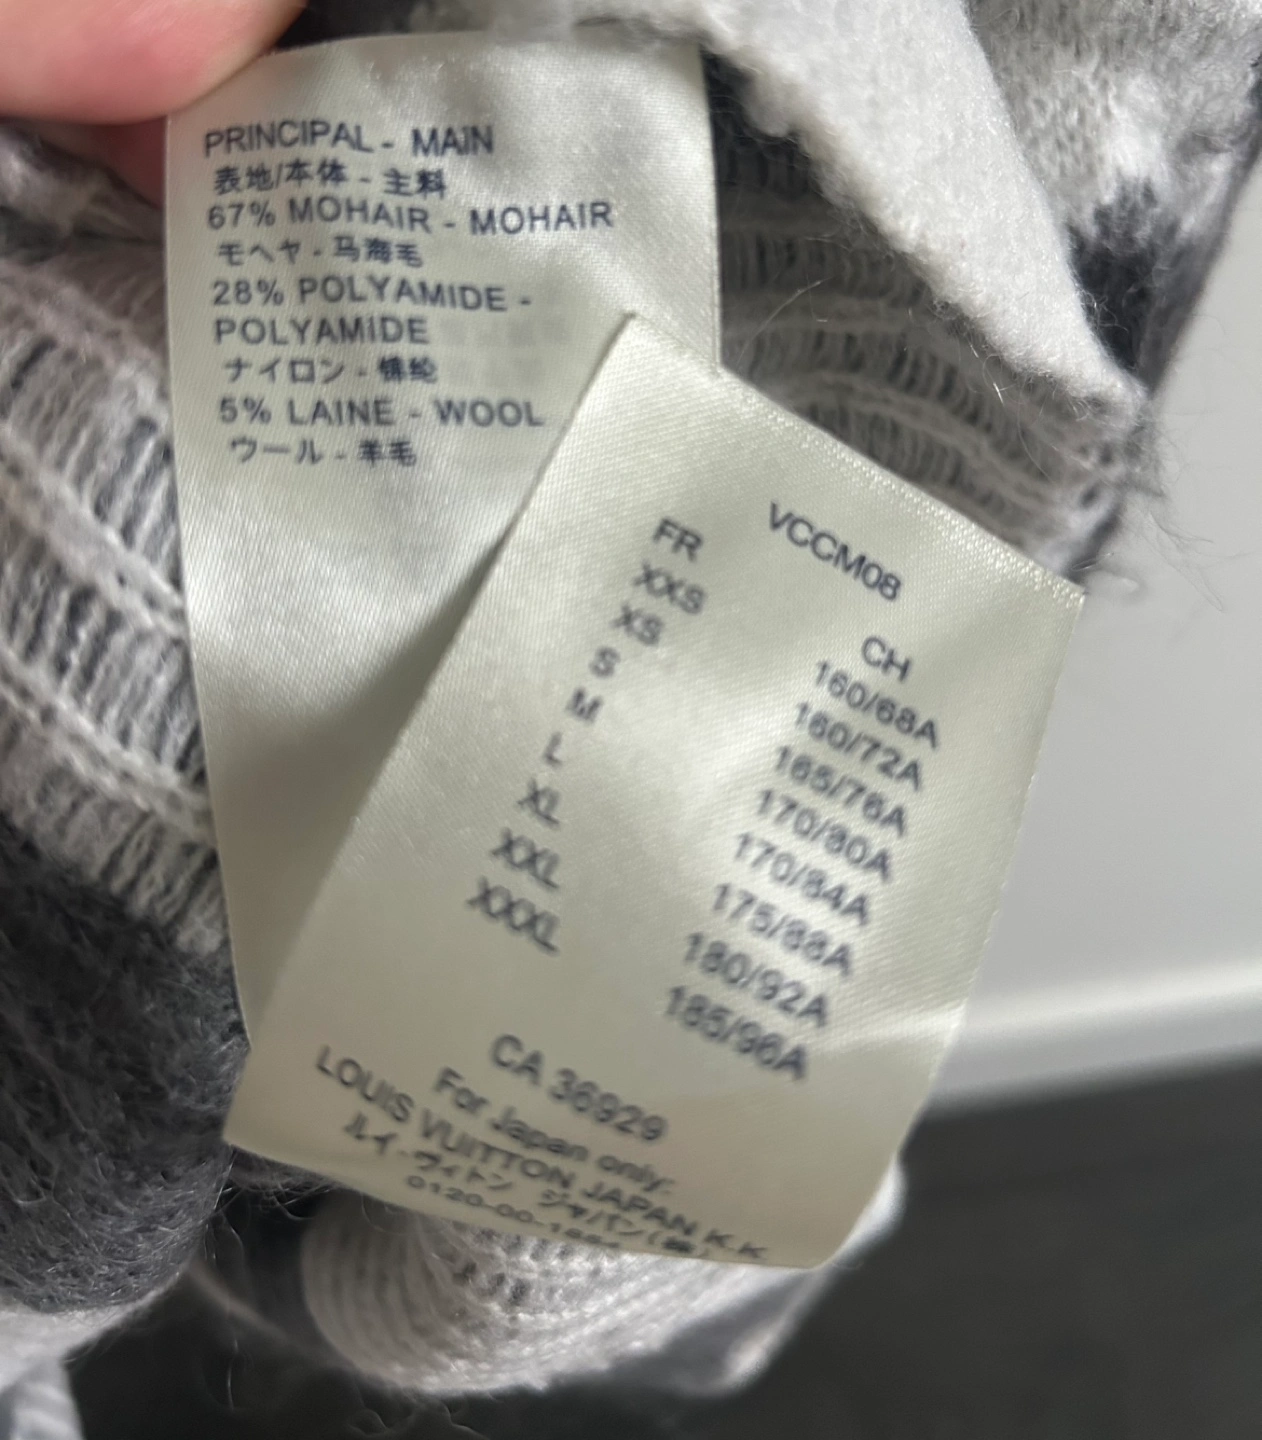 PRINCIPAL - MAIN
表地/本体 - 主料
67% MOHAIR - MOHAIR
モヘヤ - 马海毛
28% POLYAMIDE -
POLYAMIDE
ナイロン - 锦纶
5% LAINE - WOOL
ウール - 羊毛
VCCM08
FR CH
XXS 160/68A
XS 160/72A
S 165/76A
M 170/80A
L 170/84A
XL 175/88A
XXL 180/92A
XXXL 185/96A
CA 36929
For Japan only:
LOUIS VUITTON JAPAN K.K
ルイ・ヴィトン ジャパン(株)
0120-00-1854